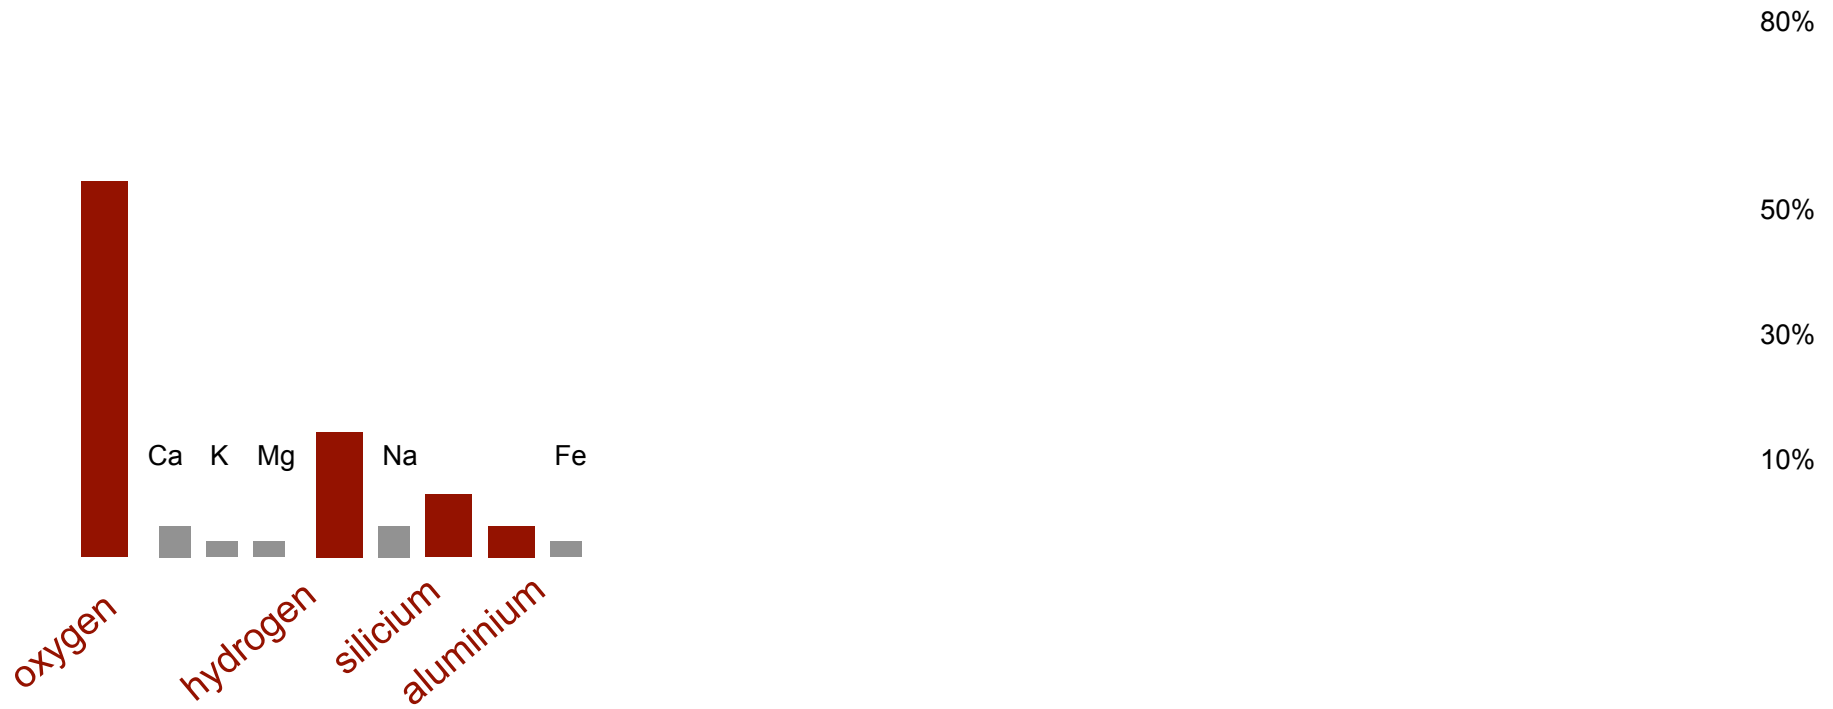 80%
50%
30%
10%
Ca K Mg Na Fe
oxygen
hydrogen
silicium
aluminium